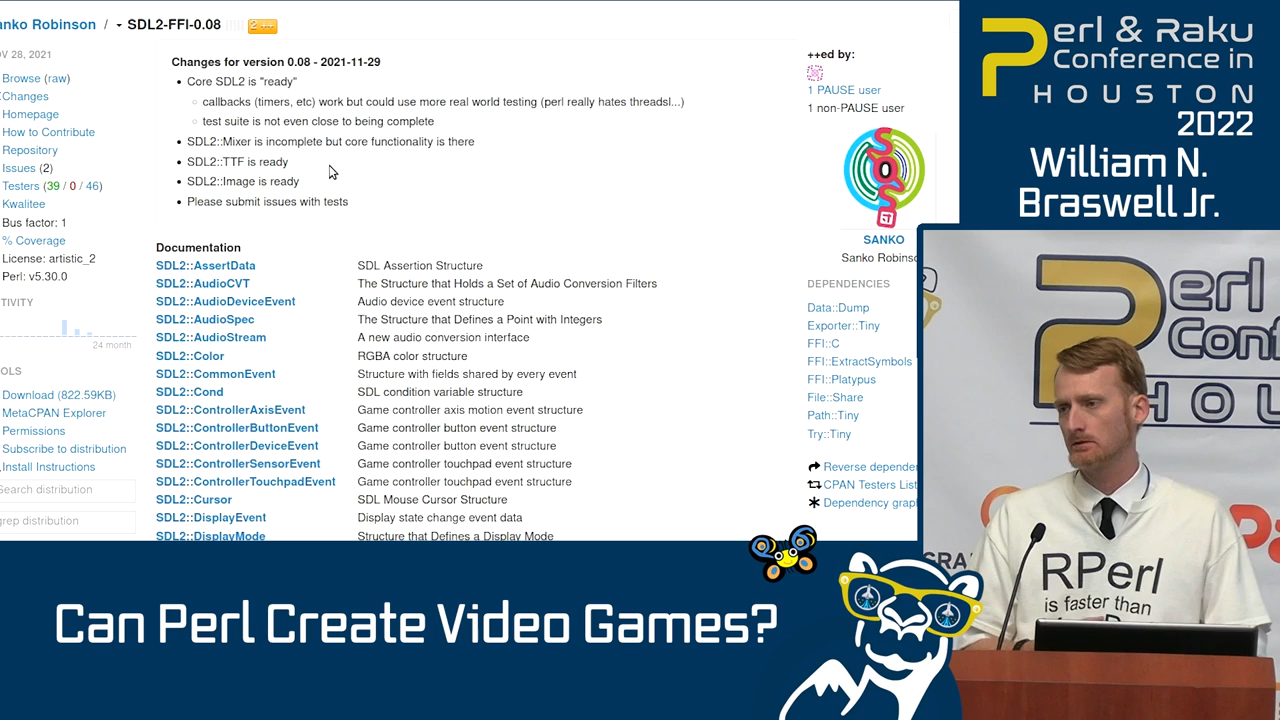 anko Robinson / SDL2-FFI-0.08 2 ++
V 28, 2021
Browse (raw)
Changes
Homepage
How to Contribute
Repository
Issues (2)
Testers (39 / 0 / 46)
Kwalitee
Bus factor: 1
% Coverage
License: artistic_2
Perl: v5.30.0
TIVITY
24 month
OLS
Download (822.59KB)
MetaCPAN Explorer
Permissions
Subscribe to distribution
Install Instructions
Search distribution
grep distribution
Changes for version 0.08 - 2021-11-29
Core SDL2 is "ready"
callbacks (timers, etc) work but could use more real world testing (perl really hates threadsl...)
test suite is not even close to being complete
SDL2::Mixer is incomplete but core functionality is there
SDL2::TTF is ready
SDL2::Image is ready
Please submit issues with tests
Documentation
SDL2::AssertData SDL Assertion Structure
SDL2::AudioCVT The Structure that Holds a Set of Audio Conversion Filters
SDL2::AudioDeviceEvent Audio device event structure
SDL2::AudioSpec The Structure that Defines a Point with Integers
SDL2::AudioStream A new audio conversion interface
SDL2::Color RGBA color structure
SDL2::CommonEvent Structure with fields shared by every event
SDL2::Cond SDL condition variable structure
SDL2::ControllerAxisEvent Game controller axis motion event structure
SDL2::ControllerButtonEvent Game controller button event structure
SDL2::ControllerDeviceEvent Game controller button event structure
SDL2::ControllerSensorEvent Game controller touchpad event structure
SDL2::ControllerTouchpadEvent Game controller touchpad event structure
SDL2::Cursor SDL Mouse Cursor Structure
SDL2::DisplayEvent Display state change event data
SDL2::DisplayMode Structure that Defines a Display Mode
++ed by:
1 PAUSE user
1 non-PAUSE user
SANKO
Sanko Robinso
DEPENDENCIES
Data::Dump
Exporter::Tiny
FFI::C
FFI::ExtractSymbols
FFI::Platypus
File::Share
Path::Tiny
Try::Tiny
Reverse depende
CPAN Testers List
Dependency grap
Perl & Raku
Conference in
HOUSTON
2022
William N.
Braswell Jr.
Perl
Conf
HOU
RPerl
is faster than
Can Perl Create Video Games?